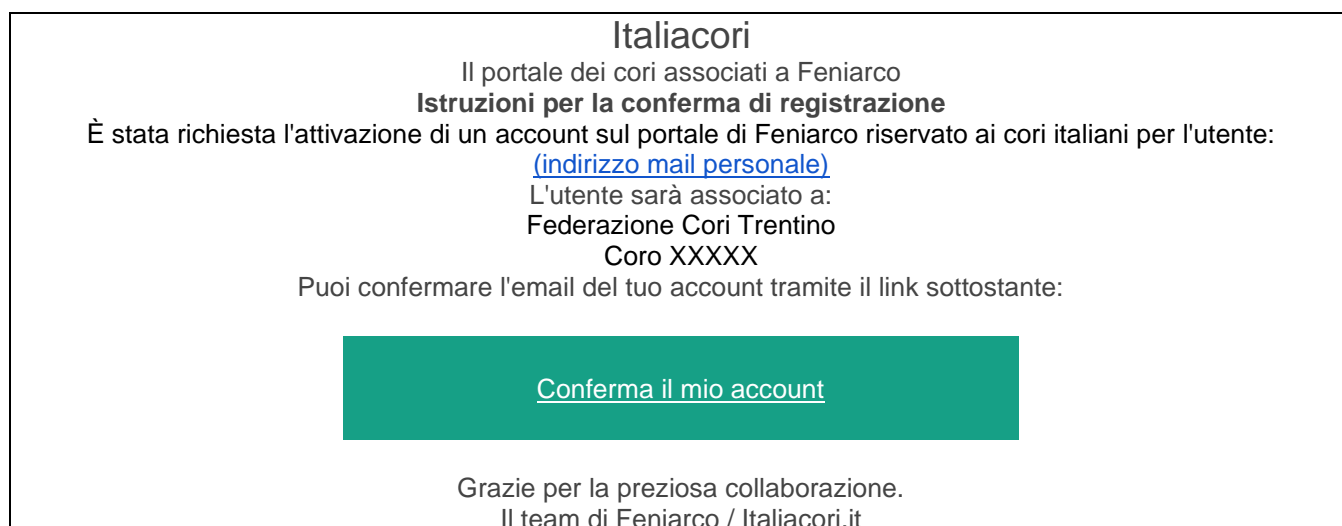 Italiacori
Il portale dei cori associati a Feniarco
Istruzioni per la conferma di registrazione
È stata richiesta l'attivazione di un account sul portale di Feniarco riservato ai cori italiani per l'utente:
(indirizzo mail personale)
L'utente sarà associato a:
Federazione Cori Trentino
Coro XXXXX
Puoi confermare l'email del tuo account tramite il link sottostante:
Conferma il mio account
Grazie per la preziosa collaborazione.
Il team di Feniarco / Italiacori.it